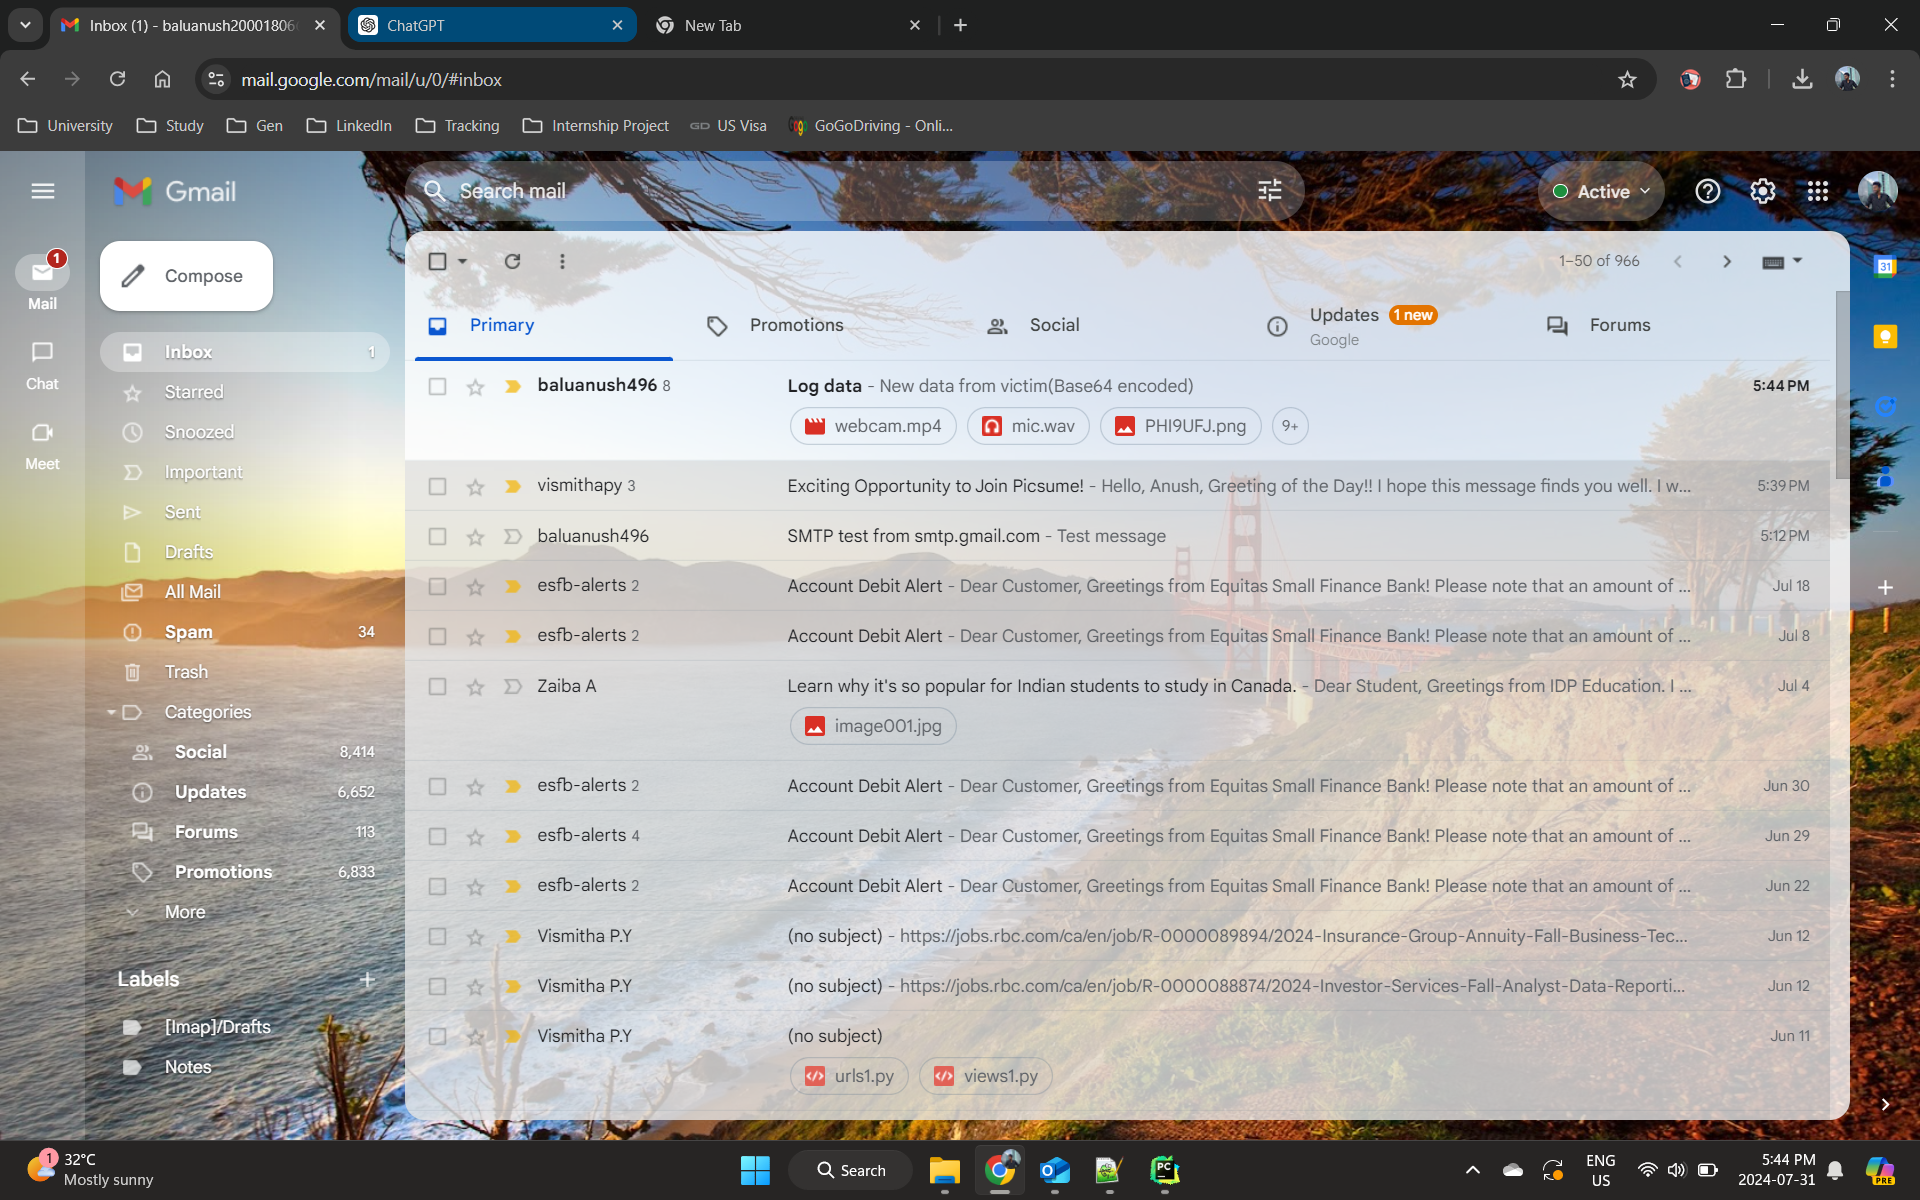 Inbox (1) - baluanush20001806
ChatGPT
New Tab
mail.google.com/mail/u/0/#inbox
University
Study
Gen
LinkedIn
Tracking
Internship Project
GD US Visa
GoGoDriving - Onli...
Gmail
Search mail
Active
1
Mail
Chat
Meet
Compose
Inbox 1
Starred
Snoozed
Important
Sent
Drafts
All Mail
Spam 34
Trash
Categories
Social 8,414
Updates 6,652
Forums 113
Promotions 6,833
More
Labels
[Imap]/Drafts
Notes
1–50 of 966
Primary
Promotions
Social
Updates 1 new
Google
Forums
baluanush496 8 Log data - New data from victim(Base64 encoded) 5:44 PM
webcam.mp4 mic.wav PHI9UFJ.png 9+
vismithapy 3 Exciting Opportunity to Join Picsume! - Hello, Anush, Greeting of the Day!! I hope this message finds you well. I w... 5:39 PM
baluanush496 SMTP test from smtp.gmail.com - Test message 5:12 PM
esfb-alerts 2 Account Debit Alert - Dear Customer, Greetings from Equitas Small Finance Bank! Please note that an amount of ... Jul 18
esfb-alerts 2 Account Debit Alert - Dear Customer, Greetings from Equitas Small Finance Bank! Please note that an amount of ... Jul 8
Zaiba A Learn why it's so popular for Indian students to study in Canada. - Dear Student, Greetings from IDP Education. I ... Jul 4
image001.jpg
esfb-alerts 2 Account Debit Alert - Dear Customer, Greetings from Equitas Small Finance Bank! Please note that an amount of ... Jun 30
esfb-alerts 4 Account Debit Alert - Dear Customer, Greetings from Equitas Small Finance Bank! Please note that an amount of ... Jun 29
esfb-alerts 2 Account Debit Alert - Dear Customer, Greetings from Equitas Small Finance Bank! Please note that an amount of ... Jun 22
Vismitha P.Y (no subject) - https://jobs.rbc.com/ca/en/job/R-0000089894/2024-Insurance-Group-Annuity-Fall-Business-Tec... Jun 12
Vismitha P.Y (no subject) - https://jobs.rbc.com/ca/en/job/R-0000088874/2024-Investor-Services-Fall-Analyst-Data-Reporti... Jun 12
Vismitha P.Y (no subject) Jun 11
urls1.py views1.py
31
1
32°C
Mostly sunny
Search
PC
ENG
US
5:44 PM
2024-07-31
PRE